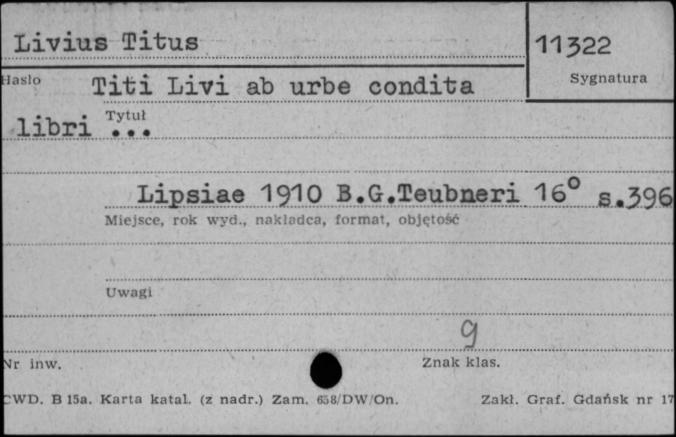 Livius Titus
11322
Hasło
Sygnatura
Titi Livi ab urbe condita
Tytuł
libri ...
Lipsiae 1910 B.G.Teubneri 16° s.396
Miejsce, rok wyd., nakładca, format, objętość
Uwagi
9
Nr inw.
Znak klas.
CWD. B 15a. Karta katal. (z nadr.) Zam. 658/DW/On.
Zakł. Graf. Gdańsk nr 17